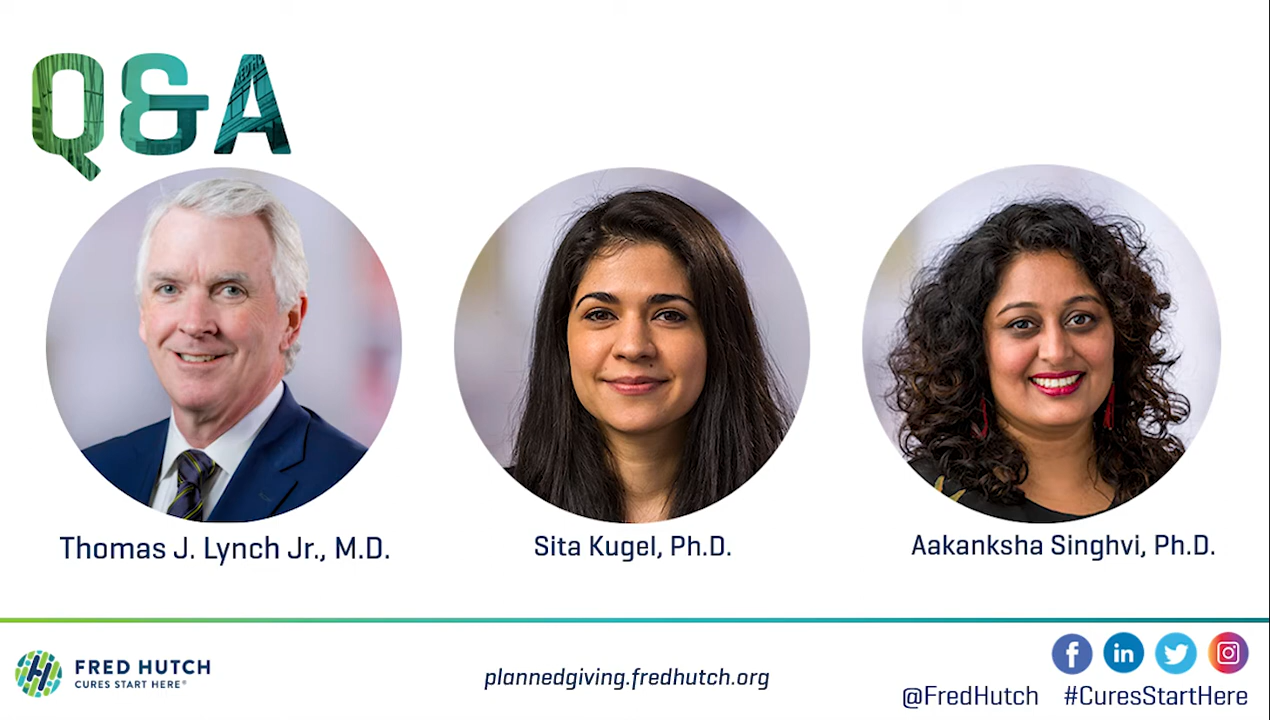 Q&A
Thomas J. Lynch Jr., M.D.
Sita Kugel, Ph.D.
Aakanksha Singhvi, Ph.D.
FRED HUTCH
CURES START HERE®
plannedgiving.fredhutch.org
@FredHutch #CuresStartHere